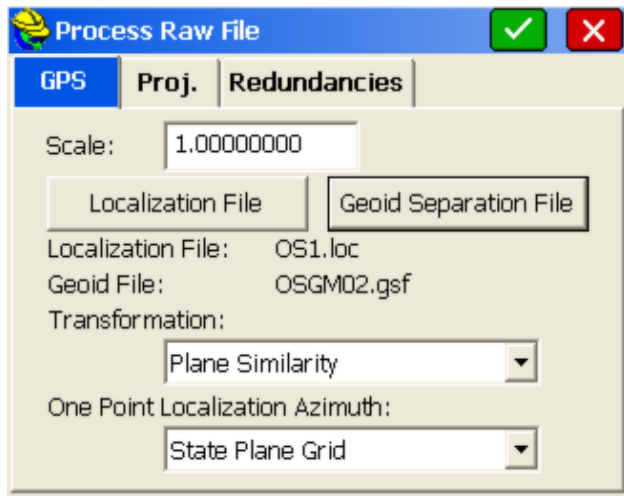 Process Raw File
GPS Proj. Redundancies
Scale: 1.00000000
Localization File Geoid Separation File
Localization File: OS1.loc
Geoid File: OSGM02.gsf
Transformation:
Plane Similarity
One Point Localization Azimuth:
State Plane Grid